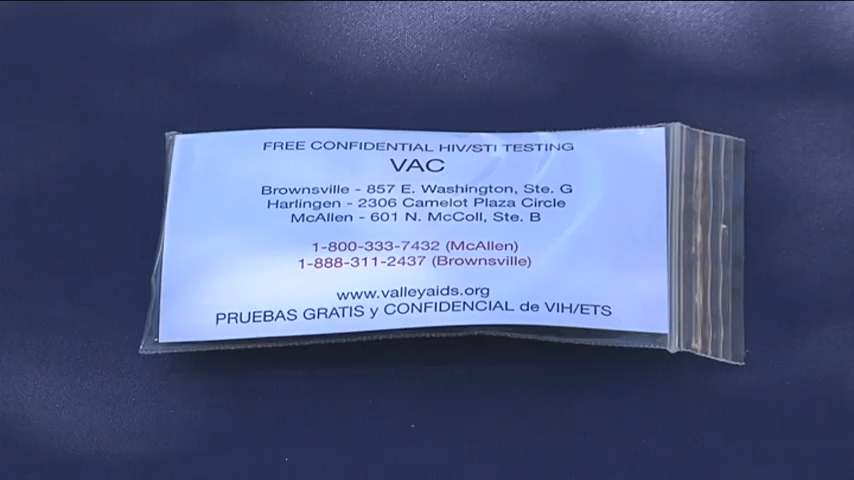 FREE CONFIDENTIAL HIV/STI TESTING
VAC
Brownsville - 857 E. Washington, Ste. G
Harlingen - 2306 Camelot Plaza Circle
McAllen - 601 N. McColl, Ste. B
1-800-333-7432 (McAllen)
1-888-311-2437 (Brownsville)
www.valleyaids.org
PRUEBAS GRATIS y CONFIDENCIAL de VIH/ETS